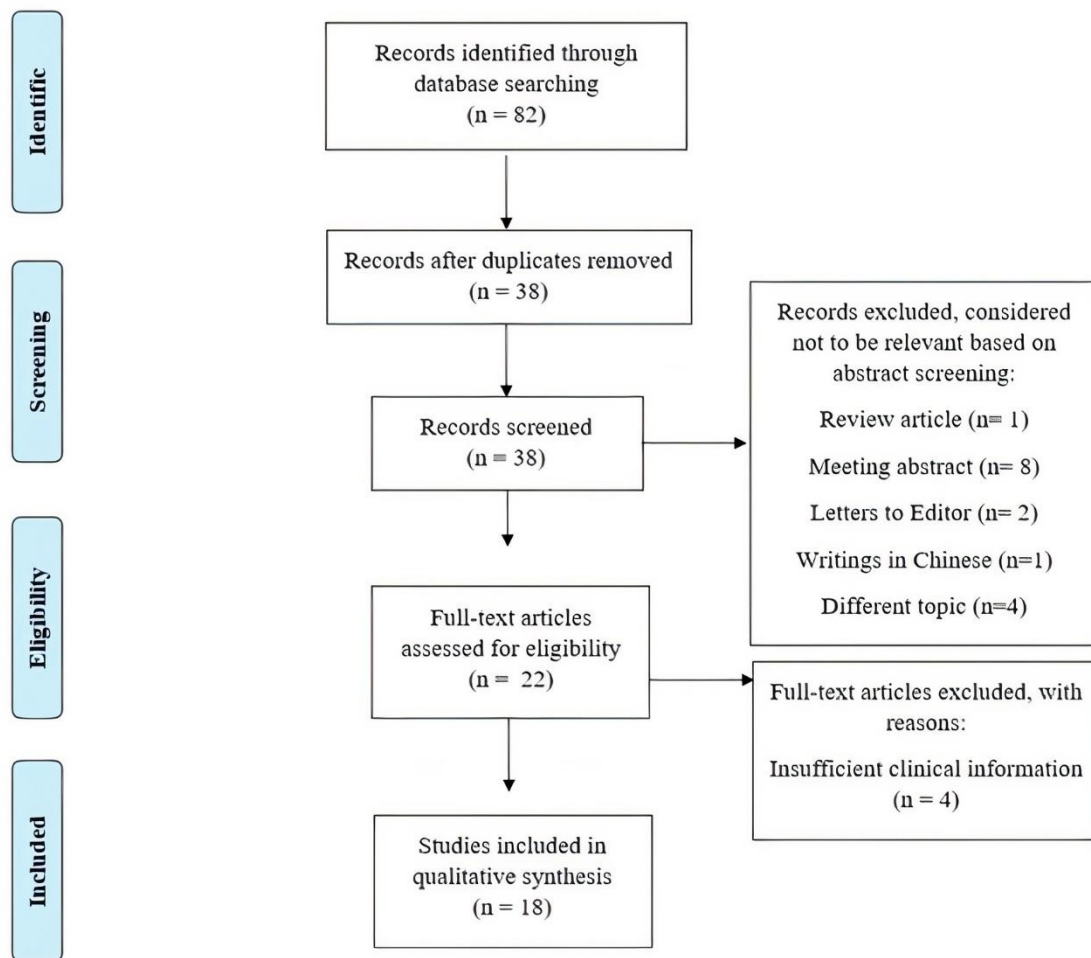 Identific
Records identified through
database searching
(n = 82)
Records after duplicates removed
(n = 38)
Screening
Records screened
(n = 38)
Records excluded, considered
not to be relevant based on
abstract screening:
Review article (n= 1)
Meeting abstract (n= 8)
Letters to Editor (n= 2)
Writings in Chinese (n=1)
Different topic (n=4)
Eligibility
Full-text articles
assessed for eligibility
(n = 22)
Full-text articles excluded, with
reasons:
Insufficient clinical information
(n = 4)
Included
Studies included in
qualitative synthesis
(n = 18)